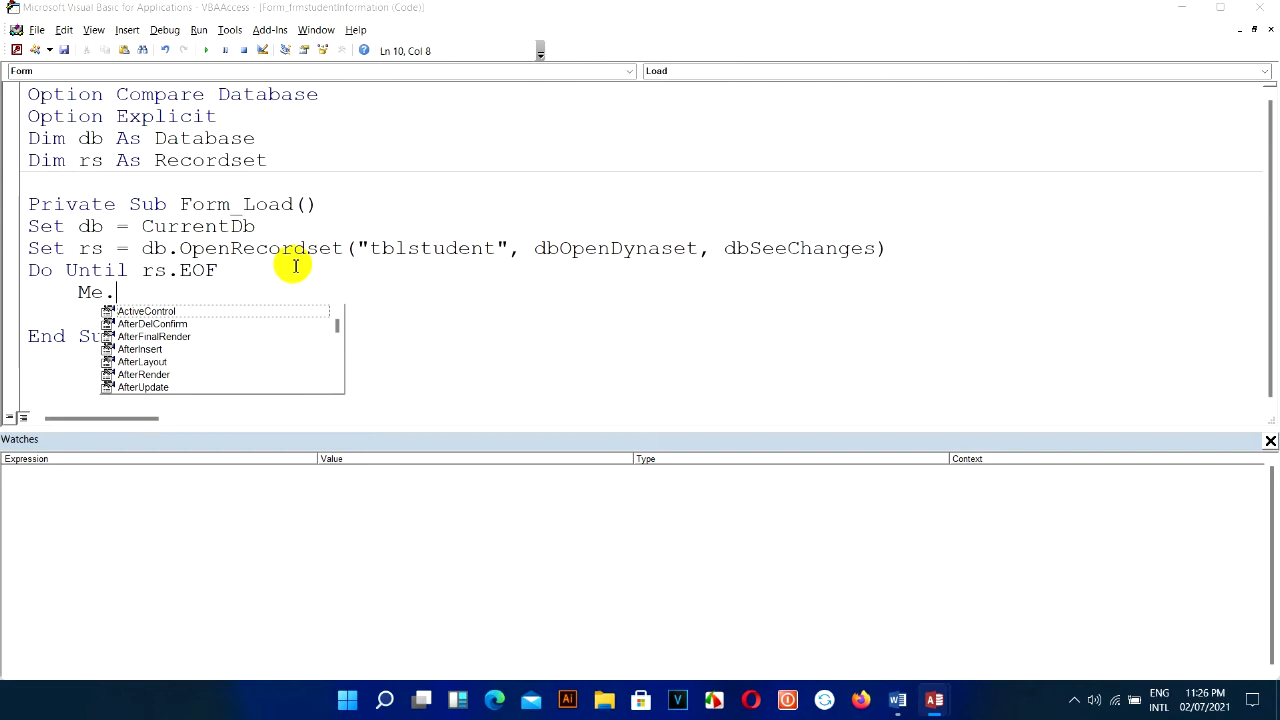 Microsoft Visual Basic for Applications - VBAAccess - [Form_frmstudentInformation (Code)]
File Edit View Insert Debug Run Tools Add-Ins Window Help
Ln 10, Col 8
Form Load
Option Compare Database
Option Explicit
Dim db As Database
Dim rs As Recordset
Private Sub Form_Load()
Set db = CurrentDb
Set rs = db.OpenRecordset("tblstudent", dbOpenDynaset, dbSeeChanges)
Do Until rs.EOF
Me.
ActiveControl
AfterDelConfirm
AfterFinalRender
End Su
AfterInsert
AfterLayout
AfterRender
AfterUpdate
Watches
Expression Value Type Context
ENG 11:26 PM
INTL 02/07/2021